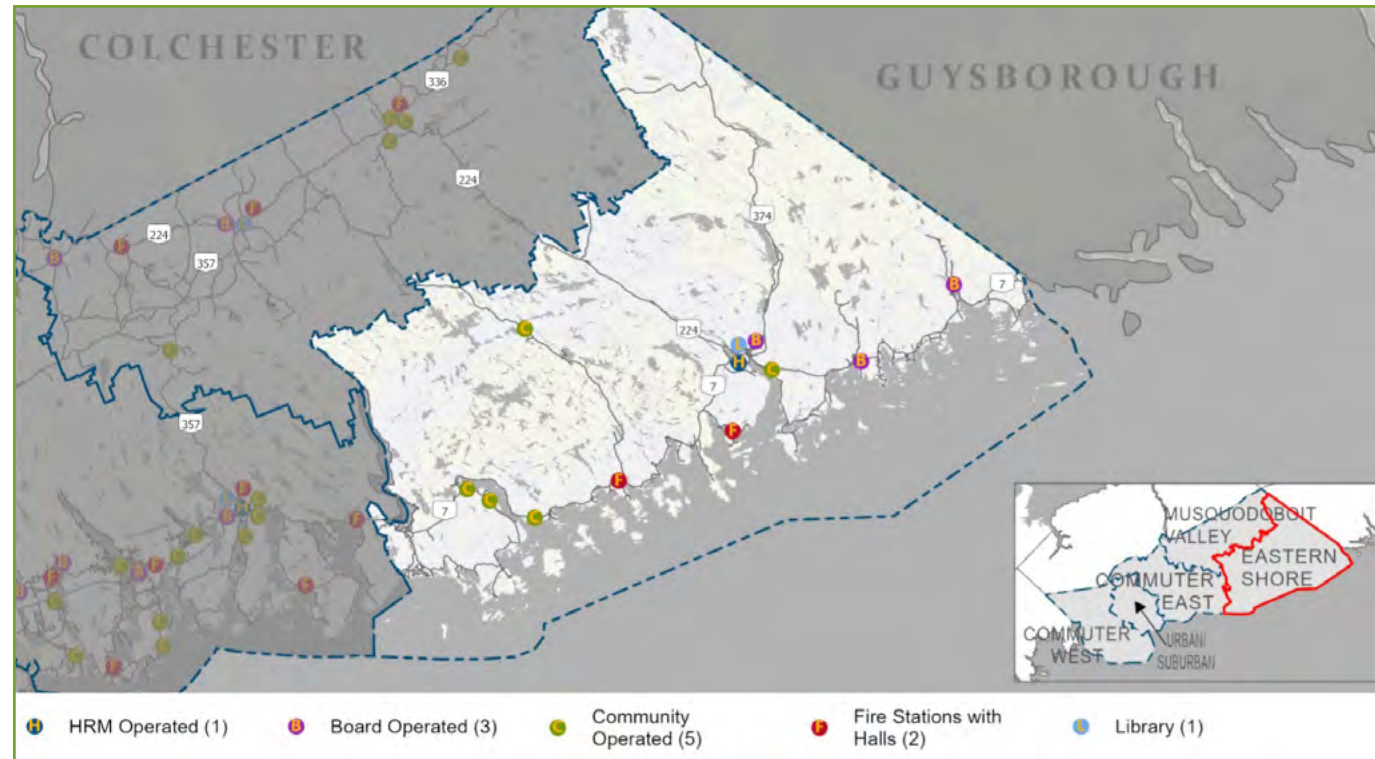 COLCHESTER
GUYSBOROUGH
336
F
C
C
C
C
224
F
B
L
224
F
B
357
374
7
B
C
C
224
L
B
H
C
B
7
F
357
F
C
C
C
7
C
F
L
H
B
F
C
C
C
F
B
MUSQUODOBOIT
VALLEY
EASTERN
SHORE
COMMUTER
EAST
COMMUTER
WEST
URBAN/
SUBURBAN
H HRM Operated (1)
B Board Operated (3)
C Community
Operated (5)
F Fire Stations with
Halls (2)
L Library (1)